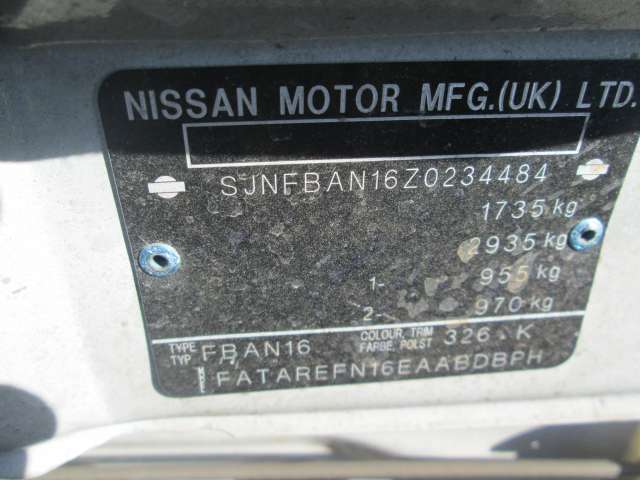 NISSAN MOTOR MFG.(UK) LTD.
SJNFBAN16Z0234484
1735 kg
2935 kg
1- 955 kg
2- 970 kg
TYPE TYP FBAN16 COLOUR, TRIM FARBE, POLST 326 K
FATAREFN16EAABDBPH